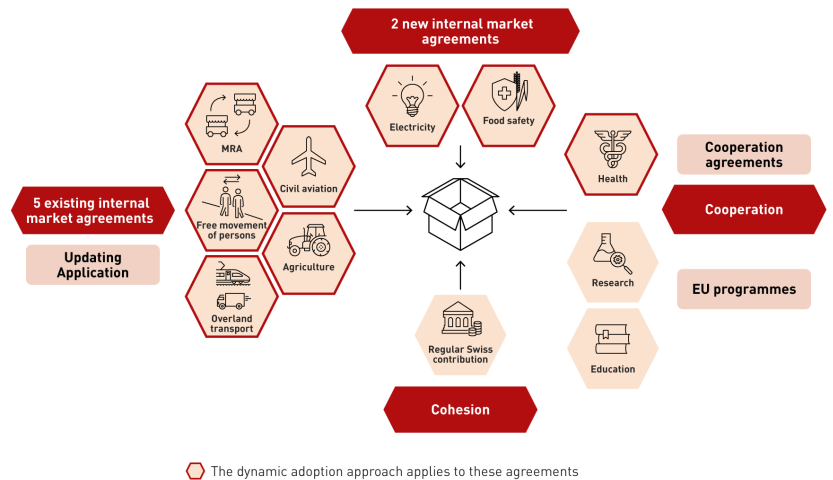 2 new internal market
agreements
Electricity
Food safety
MRA
Civil aviation
Free movement
of persons
Agriculture
Overland
transport
5 existing internal
market agreements
Updating
Application
Health
Cooperation
agreements
Cooperation
Research
EU programmes
Education
Regular Swiss
contribution
Cohesion
The dynamic adoption approach applies to these agreements